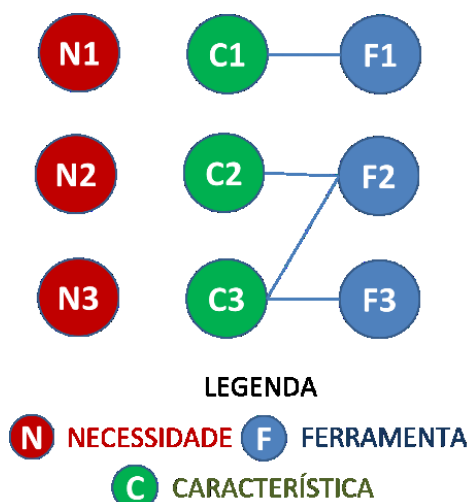 N1 C1 F1
N2 C2 F2
N3 C3 F3
LEGENDA
N NECESSIDADE F FERRAMENTA
C CARACTERÍSTICA